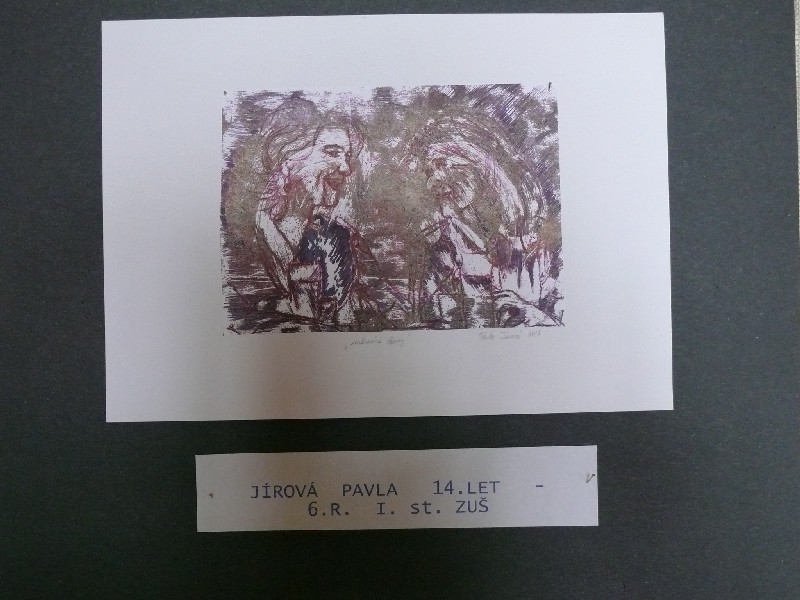 JÍROVÁ PAVLA 14.LET -
6.R. I. st. ZUŠ